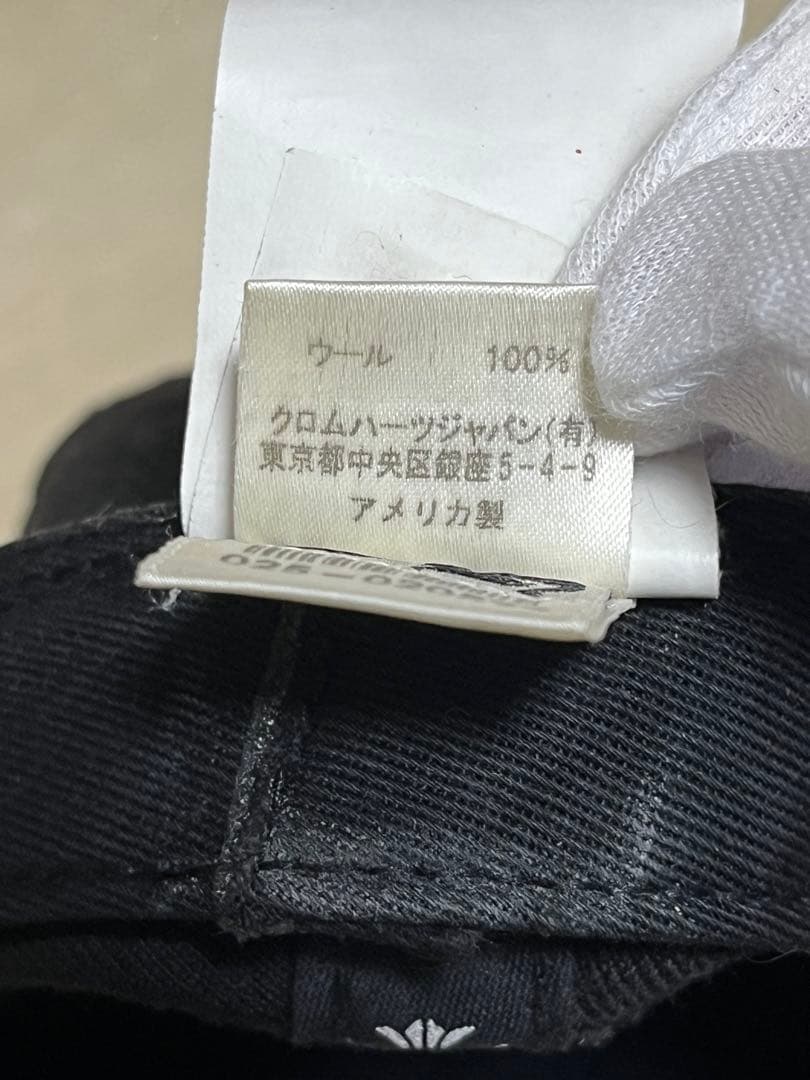 ウール 100%
クロムハーツジャパン(有)
東京都中央区銀座5-4-9
アメリカ製